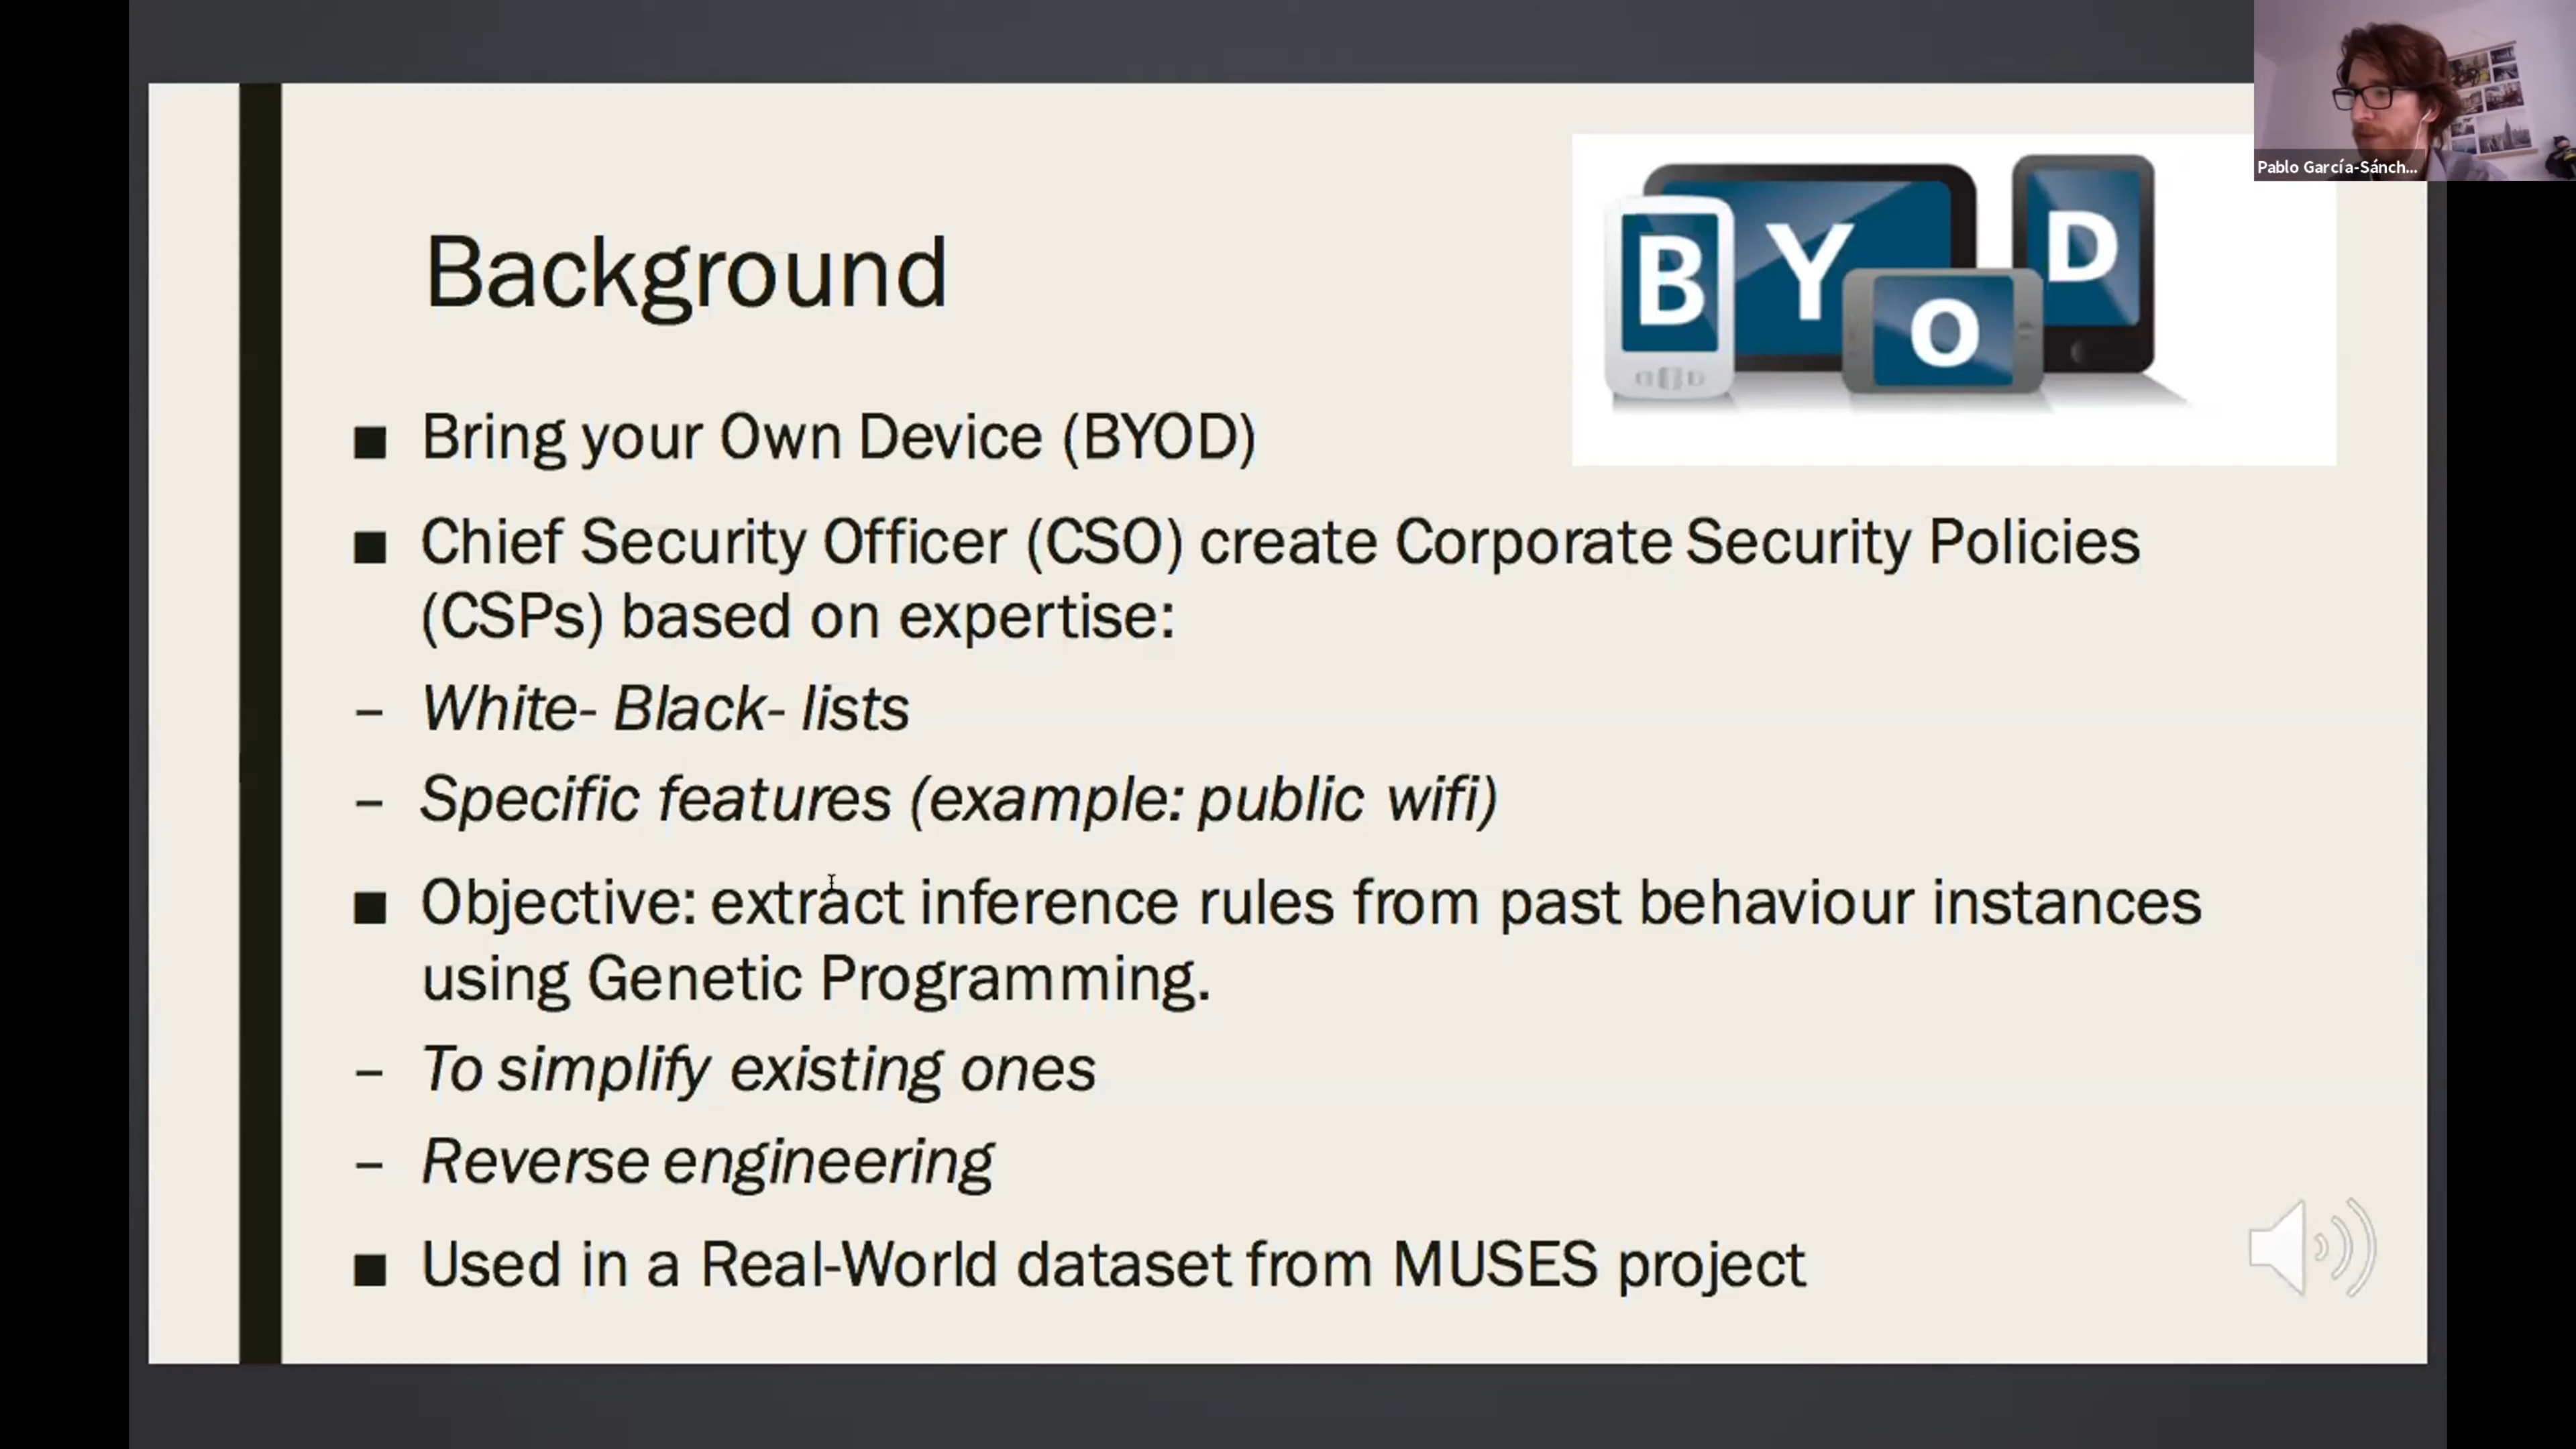 Pablo García-Sánch...
B Y O D
Background
■ Bring your Own Device (BYOD)
■ Chief Security Officer (CSO) create Corporate Security Policies
(CSPs) based on expertise:
– White- Black- lists
– Specific features (example: public wifi)
■ Objective: extract inference rules from past behaviour instances
using Genetic Programming.
– To simplify existing ones
– Reverse engineering
■ Used in a Real-World dataset from MUSES project